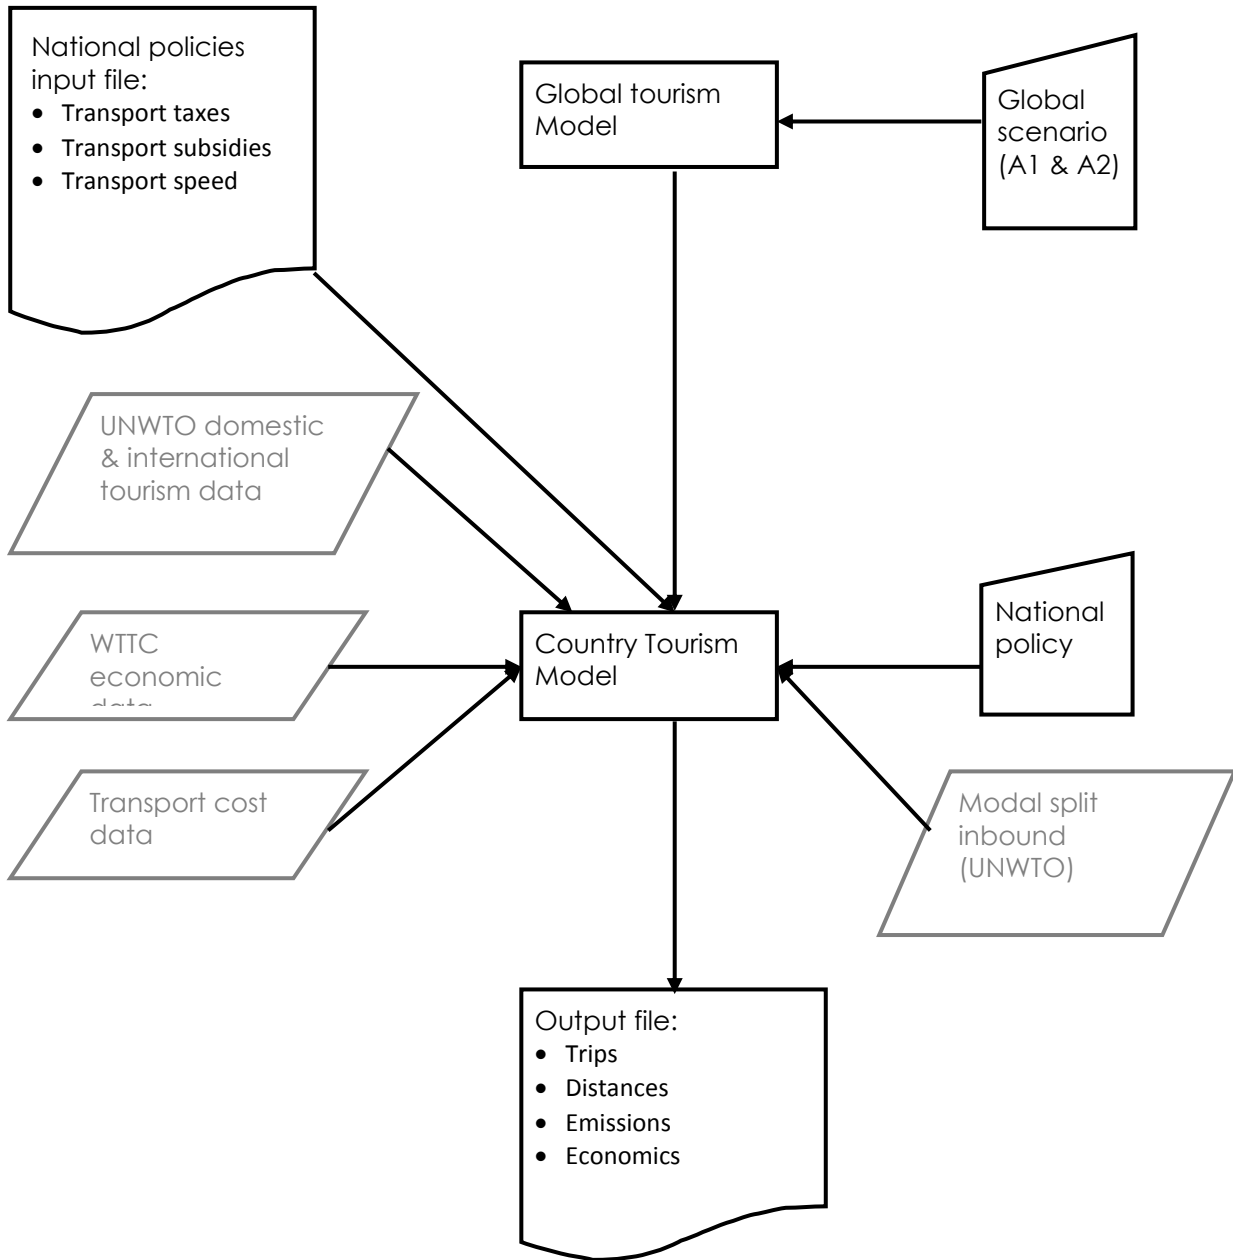 National policies
input file:
• Transport taxes
• Transport subsidies
• Transport speed
Global tourism
Model
Global
scenario
(A1 & A2)
UNWTO domestic
& international
tourism data
WTTC
economic
data
Country Tourism
Model
National
policy
Transport cost
data
Modal split
inbound
(UNWTO)
Output file:
• Trips
• Distances
• Emissions
• Economics